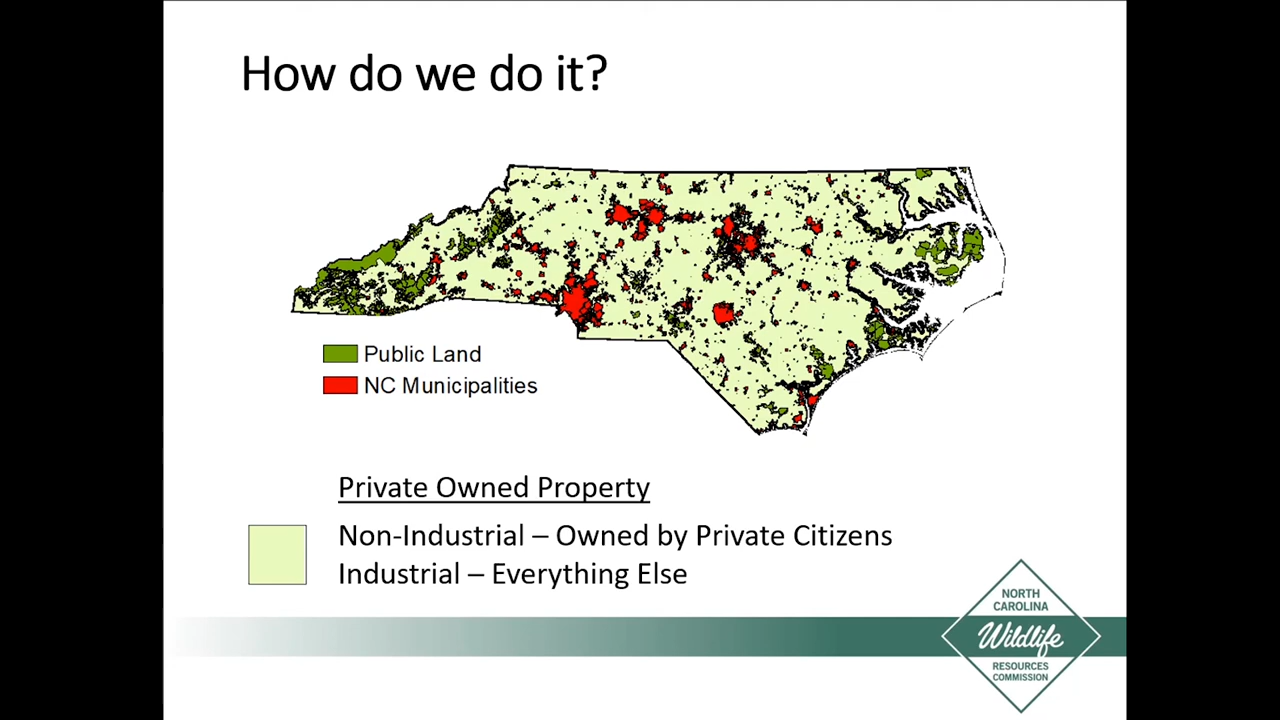 How do we do it?
Public Land
NC Municipalities
Private Owned Property
Non-Industrial – Owned by Private Citizens
Industrial – Everything Else
NORTH
CAROLINA
Wildlife
RESOURCES
COMMISSION